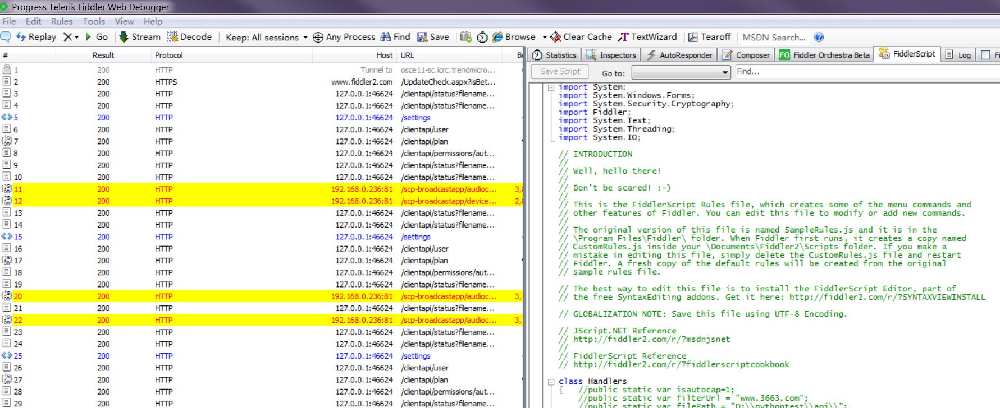 Progress Telerik Fiddler Web Debugger
File Edit Rules Tools View Help
Replay Go Stream Decode Keep: All sessions Any Process Find Save Browse Clear Cache TextWizard Tearoff MSDN Search...
# Result Protocol Host URL
1 200 HTTP Tunnel to osce11-sc.icrc.trendmicro...
2 200 HTTPS www.fiddler2.com /UpdateCheck.aspx?isBet...
3 200 HTTP 127.0.0.1:46624 /clientapi/status?filename...
4 200 HTTP 127.0.0.1:46624 /clientapi/status?filename...
5 200 HTTP 127.0.0.1:46624 /settings
6 200 HTTP 127.0.0.1:46624 /clientapi/user
7 200 HTTP 127.0.0.1:46624 /clientapi/plan
8 200 HTTP 127.0.0.1:46624 /clientapi/permissions/aut...
9 200 HTTP 127.0.0.1:46624 /clientapi/status?filename...
10 200 HTTP 127.0.0.1:46624 /clientapi/status?filename...
11 200 HTTP 192.168.0.236:81 /scp-broadcastapp/audioc... 3,
12 200 HTTP 192.168.0.236:81 /scp-broadcastapp/device... 2,
13 200 HTTP 127.0.0.1:46624 /clientapi/status?filename...
14 200 HTTP 127.0.0.1:46624 /clientapi/status?filename...
15 200 HTTP 127.0.0.1:46624 /settings
16 200 HTTP 127.0.0.1:46624 /clientapi/user
17 200 HTTP 127.0.0.1:46624 /clientapi/plan
18 200 HTTP 127.0.0.1:46624 /clientapi/permissions/aut...
19 200 HTTP 127.0.0.1:46624 /clientapi/status?filename...
20 200 HTTP 192.168.0.236:81 /scp-broadcastapp/audioc... 3,
21 200 HTTP 127.0.0.1:46624 /clientapi/status?filename...
22 200 HTTP 192.168.0.236:81 /scp-broadcastapp/audioc... 3,
23 200 HTTP 127.0.0.1:46624 /clientapi/status?filename...
24 200 HTTP 127.0.0.1:46624 /clientapi/status?filename...
25 200 HTTP 127.0.0.1:46624 /settings
26 200 HTTP 127.0.0.1:46624 /clientapi/user
27 200 HTTP 127.0.0.1:46624 /clientapi/plan
28 200 HTTP 127.0.0.1:46624 /clientapi/permissions/aut...
29 200 HTTP 127.0.0.1:46624 /clientapi/status?filename...
Statistics Inspectors AutoResponder Composer FO Fiddler Orchestra Beta FiddlerScript Log
Save Script Go to: Find...
import System;
import System.Windows.Forms;
import System.Security.Cryptography;
import Fiddler;
import System.Text;
import System.Threading;
import System.IO;
// INTRODUCTION
//
// Well, hello there!
//
// Don't be scared! :-)
//
// This is the FiddlerScript Rules file, which creates some of the menu commands and
// other features of Fiddler. You can edit this file to modify or add new commands.
//
// The original version of this file is named SampleRules.js and it is in the
// \Program Files\Fiddler\ folder. When Fiddler first runs, it creates a copy named
// CustomRules.js inside your \Documents\Fiddler2\Scripts folder. If you make a
// mistake in editing this file, simply delete the CustomRules.js file and restart
// Fiddler. A fresh copy of the default rules will be created from the original
// sample rules file.
// The best way to edit this file is to install the FiddlerScript Editor, part of
// the free SyntaxEditing addons. Get it here: http://fiddler2.com/r/?SYNTAXVIEWINSTALL
// GLOBALIZATION NOTE: Save this file using UTF-8 Encoding.
// JScript.NET Reference
// http://fiddler2.com/r/?msdnjsnet
//
// FiddlerScript Reference
// http://fiddler2.com/r/?fiddlerscriptcookbook
class Handlers
{ //public static var isautocap=1;
//public static var filterUrl = "www.3663.com";
//public static var filePath = "D:\\pythontest\\api\\";